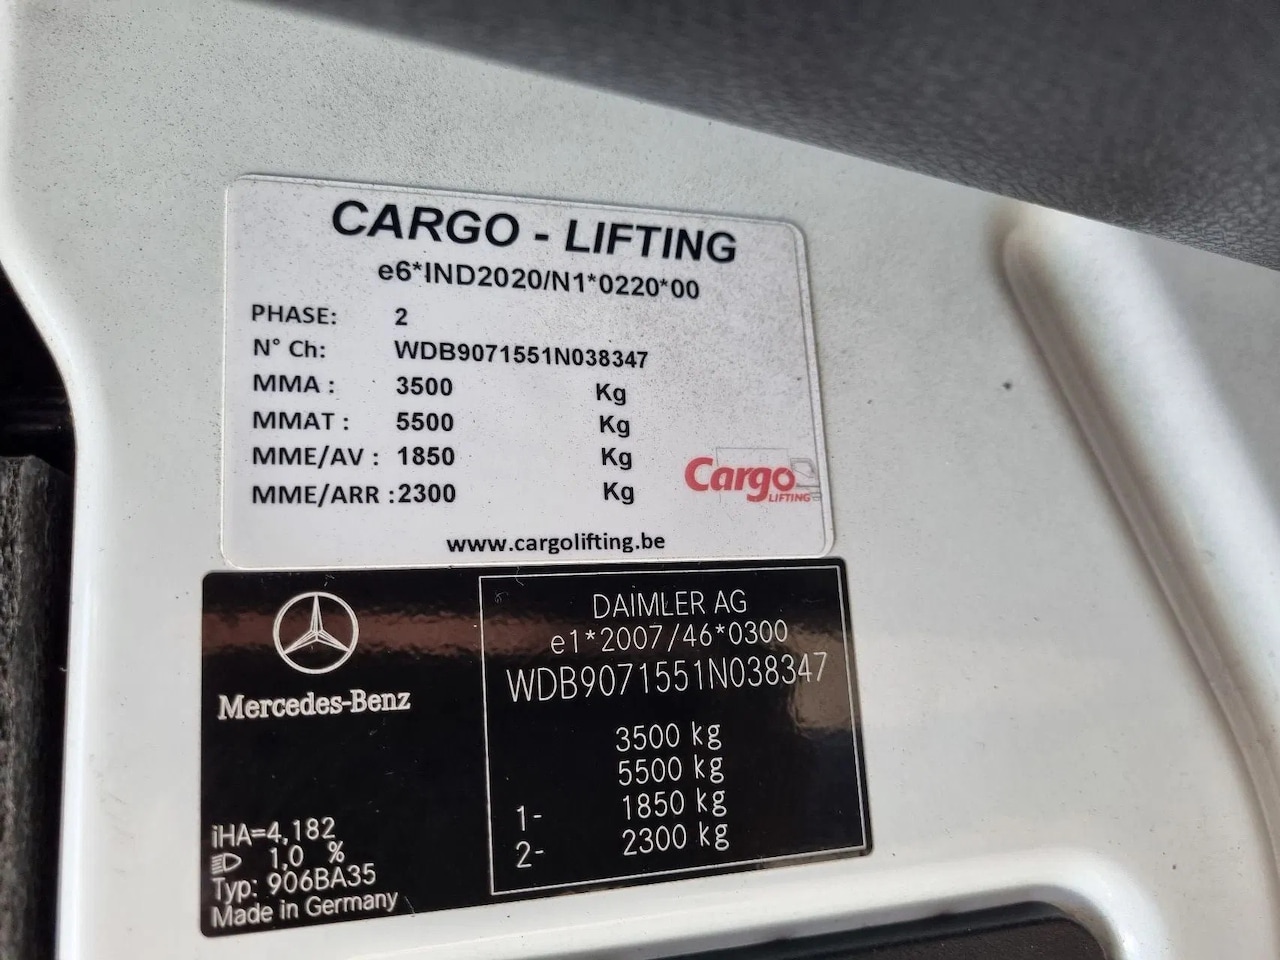 CARGO - LIFTING
e6*IND2020/N1*0220*00
PHASE: 2
N° Ch: WDB9071551N038347
MMA : 3500 Kg
MMAT : 5500 Kg
MME/AV : 1850 Kg
MME/ARR : 2300 Kg
Cargo
LIFTING
www.cargolifting.be
Mercedes-Benz
iHA=4,182
1,0 %
Typ: 906BA35
Made in Germany
DAIMLER AG
e1*2007/46*0300
WDB9071551N038347
3500 kg
5500 kg
1- 1850 kg
2- 2300 kg